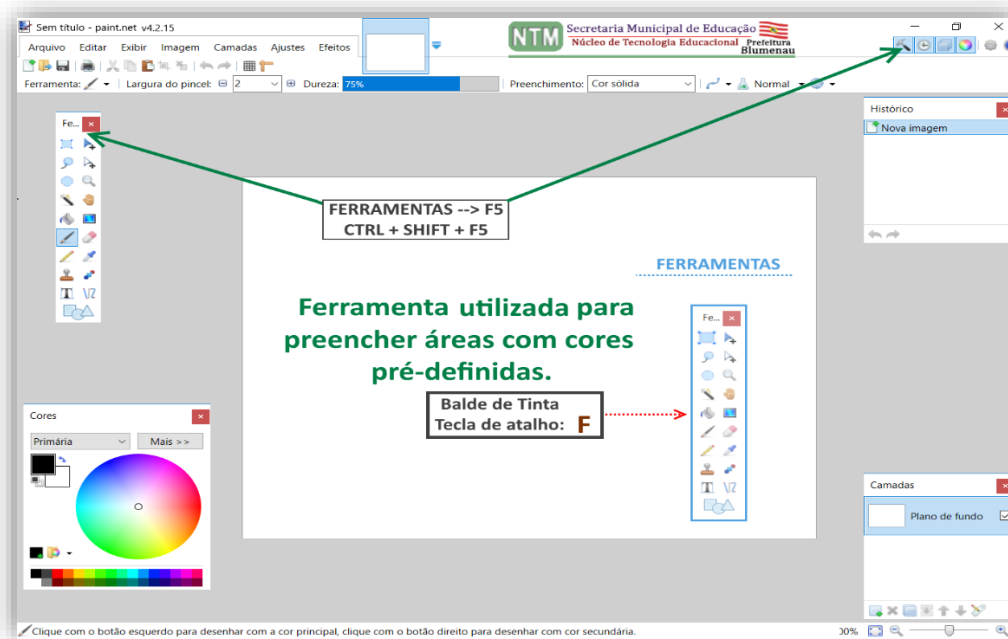 Sem título - paint.net v4.2.15
NTM
Secretaria Municipal de Educação
Núcleo de Tecnologia Educacional
Prefeitura
Blumenau
Arquivo Editar Exibir Imagem Camadas Ajustes Efeitos
Ferramenta: Largura do pincel: 2 Dureza: 75% Preenchimento: Cor sólida Normal
Fe...
Histórico
Nova imagem
FERRAMENTAS --> F5
CTRL + SHIFT + F5
FERRAMENTAS
Ferramenta utilizada para
preencher áreas com cores
pré-definidas.
Fe...
Balde de Tinta
Tecla de atalho: F
Cores
Primária Mais >>
Camadas
Plano de fundo
Clique com o botão esquerdo para desenhar com a cor principal, clique com o botão direito para desenhar com cor secundária.